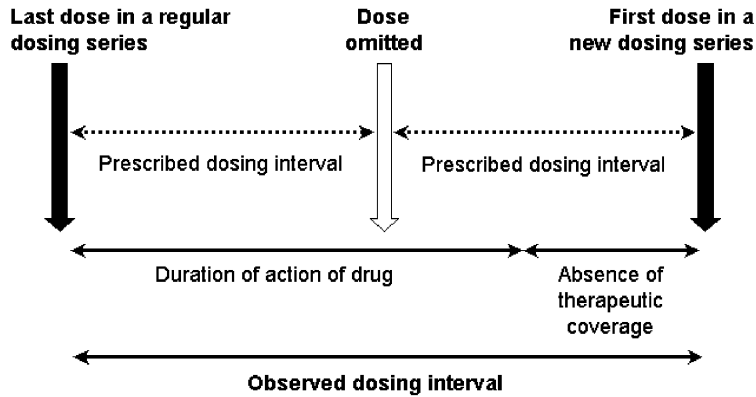 Last dose in a regular
dosing series
Dose
omitted
First dose in a
new dosing series
Prescribed dosing interval
Prescribed dosing interval
Duration of action of drug
Absence of
therapeutic
coverage
Observed dosing interval